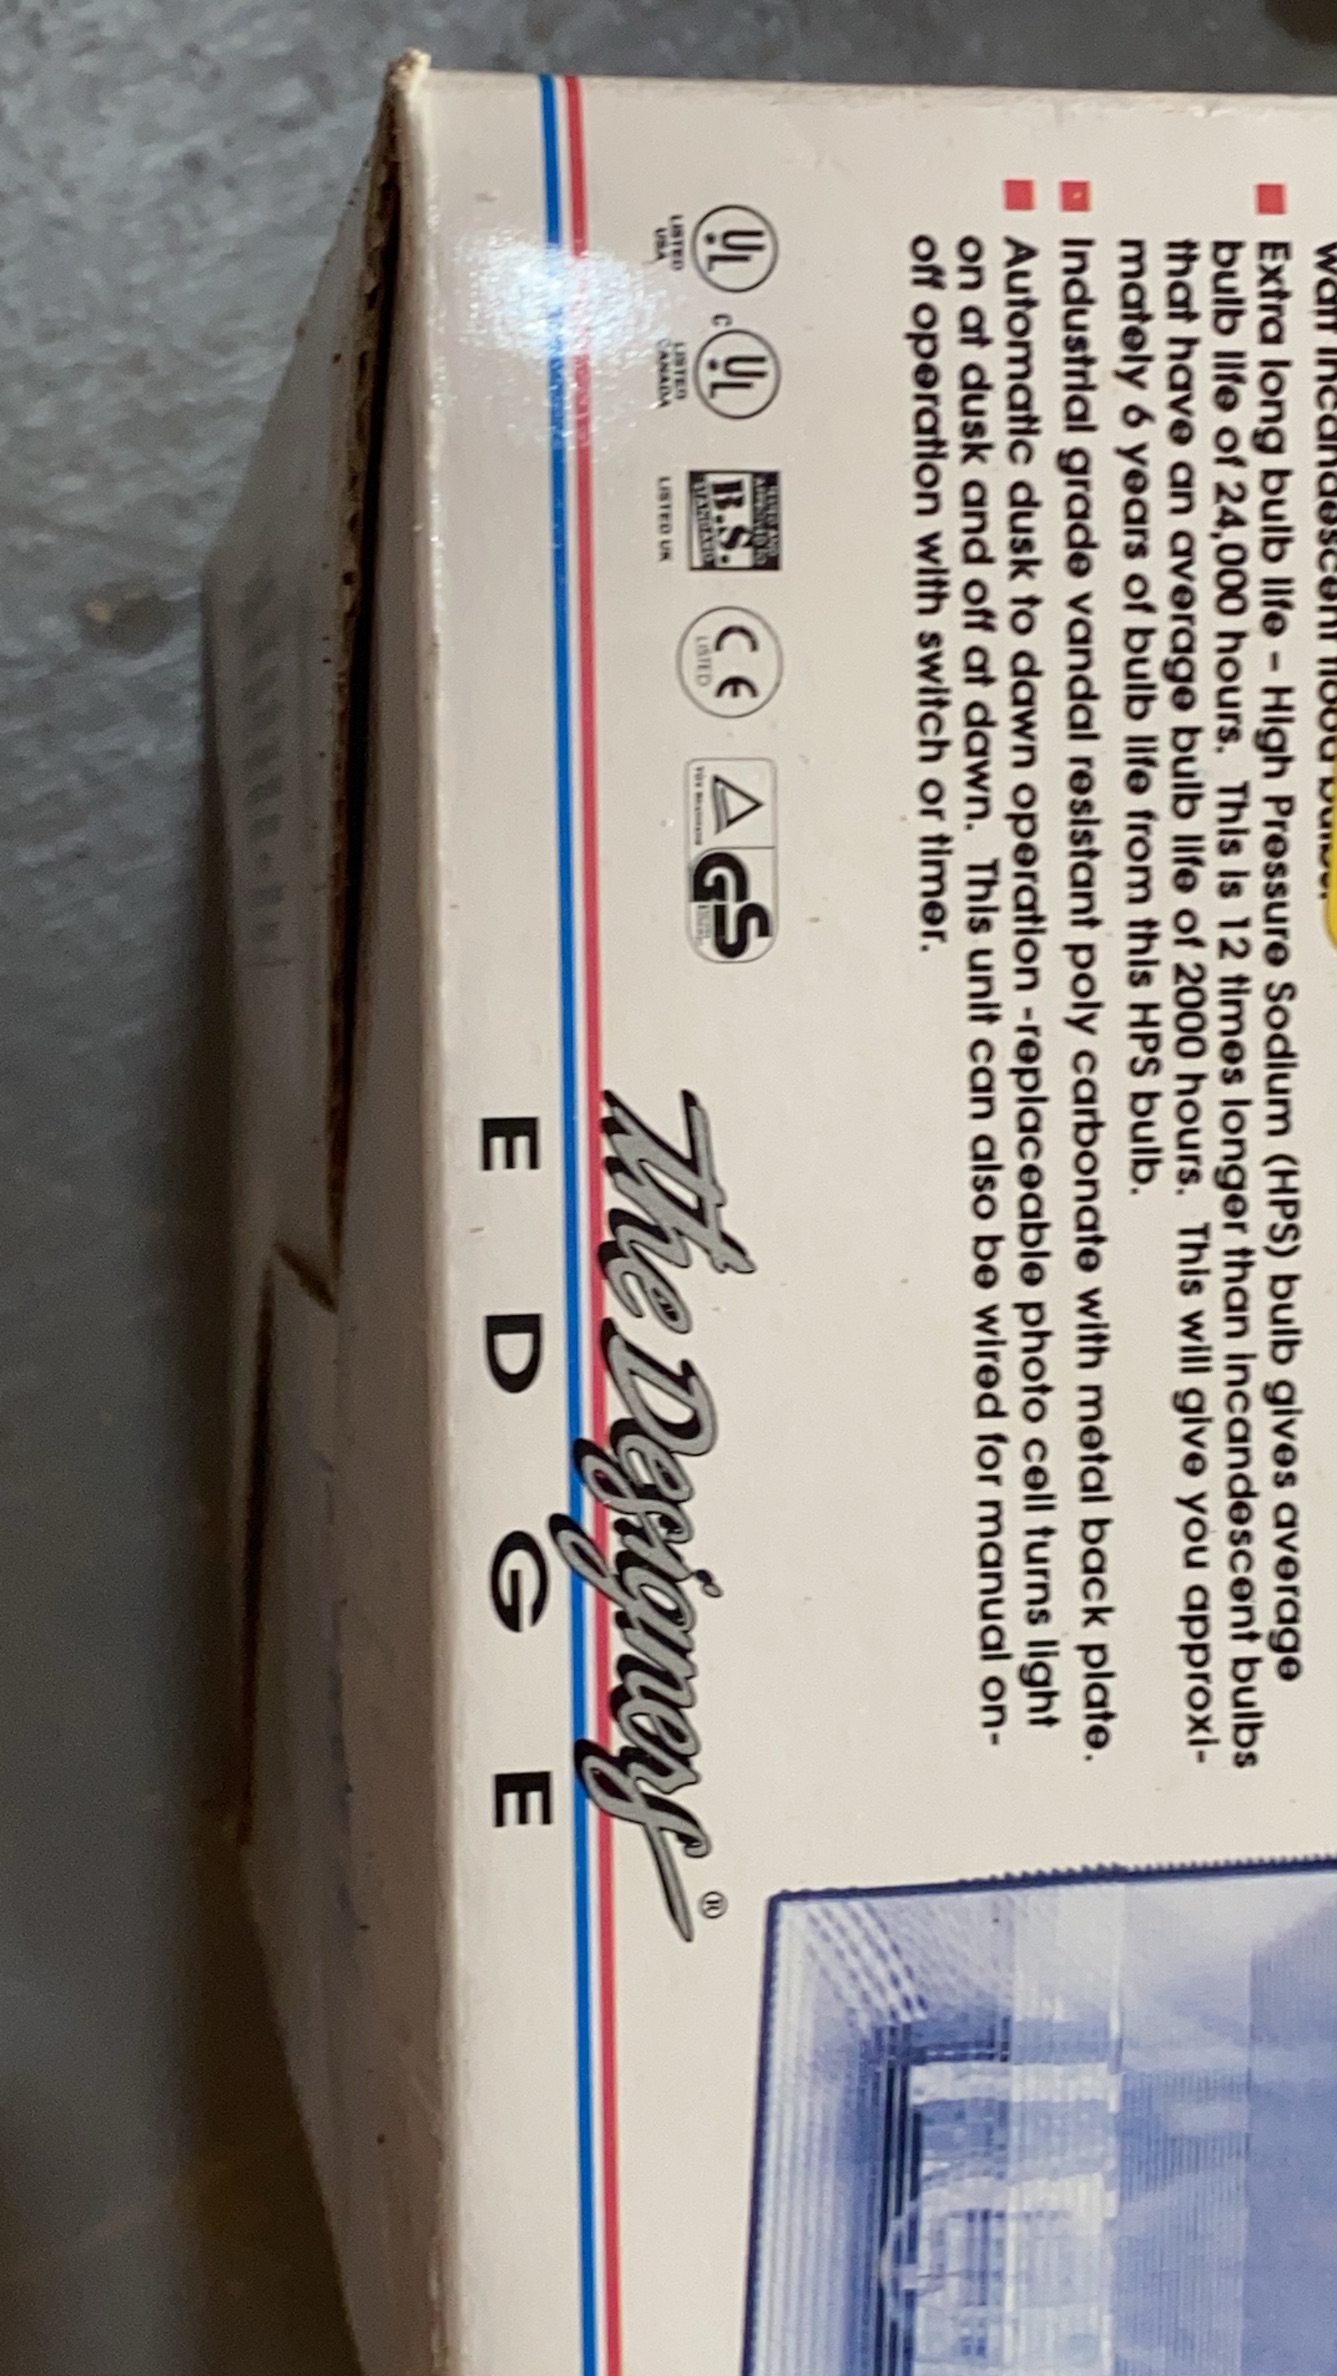 Extra long bulb life - High Pressure Sodium (HPS) bulb gives average
bulb life of 24,000 hours. This is 12 times longer than incandescent bulbs
that have an average bulb life of 2000 hours. This will give you approxi-
mately 6 years of bulb life from this HPS bulb.
Industrial grade vandal resistant poly carbonate with metal back plate.
Automatic dusk to dawn operation -replaceable photo cell turns light
on at dusk and off at dawn. This unit can also be wired for manual on-
off operation with switch or timer.
UL
LISTED
USA
c UL
LISTED
CANADA
B.S.
STANDARD
LISTED UK
CE
LISTED
GS
The Designers®
EDGE